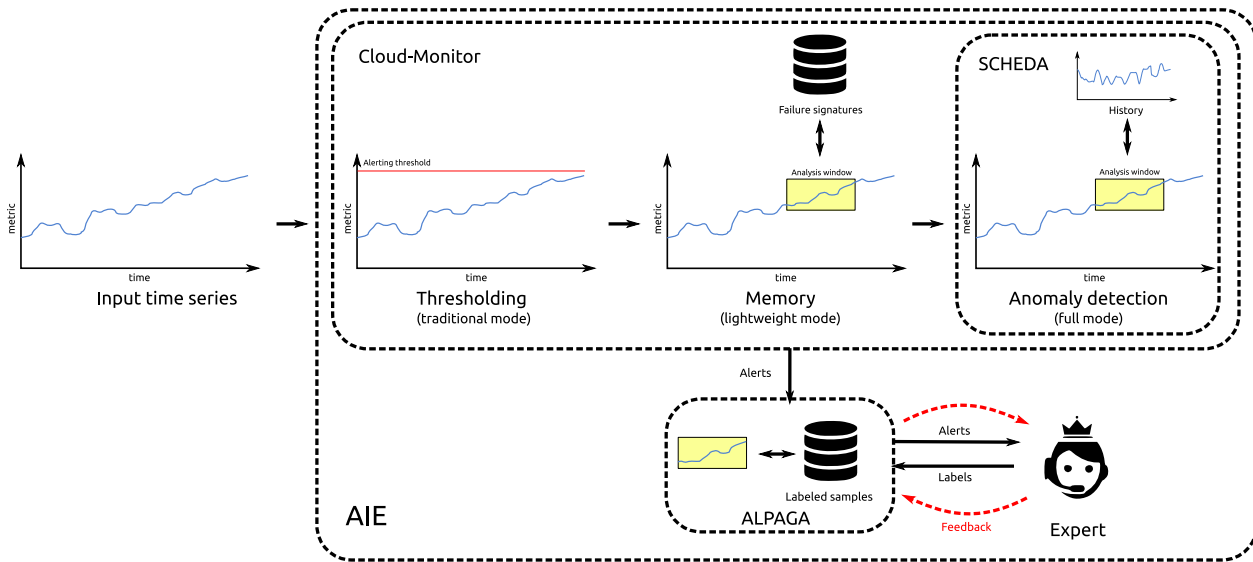 Cloud-Monitor
SCHEDA
Failure signatures
History
Alerting threshold
Analysis window
Analysis window
metric
metric
metric
metric
time
time
time
time
Input time series
Thresholding
(traditional mode)
Memory
(lightweight mode)
Anomaly detection
(full mode)
Alerts
Alerts
Labels
Labeled samples
ALPAGA
Feedback
Expert
AIE